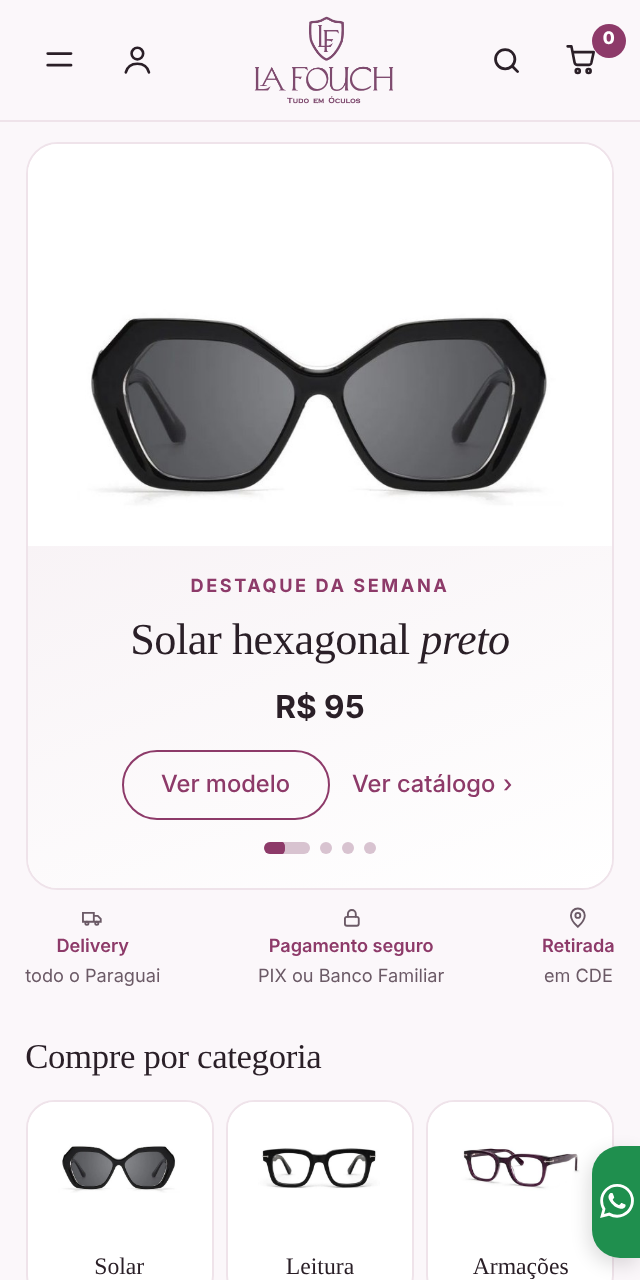 0
LF
LA FOUCH
Tudo em Óculos
DESTAQUE DA SEMANA
Solar hexagonal preto
R$ 95
Ver modelo
Ver catálogo ›
Delivery
todo o Paraguai
Pagamento seguro
PIX ou Banco Familiar
Retirada
em CDE
Compre por categoria
Solar
Leitura
Armações